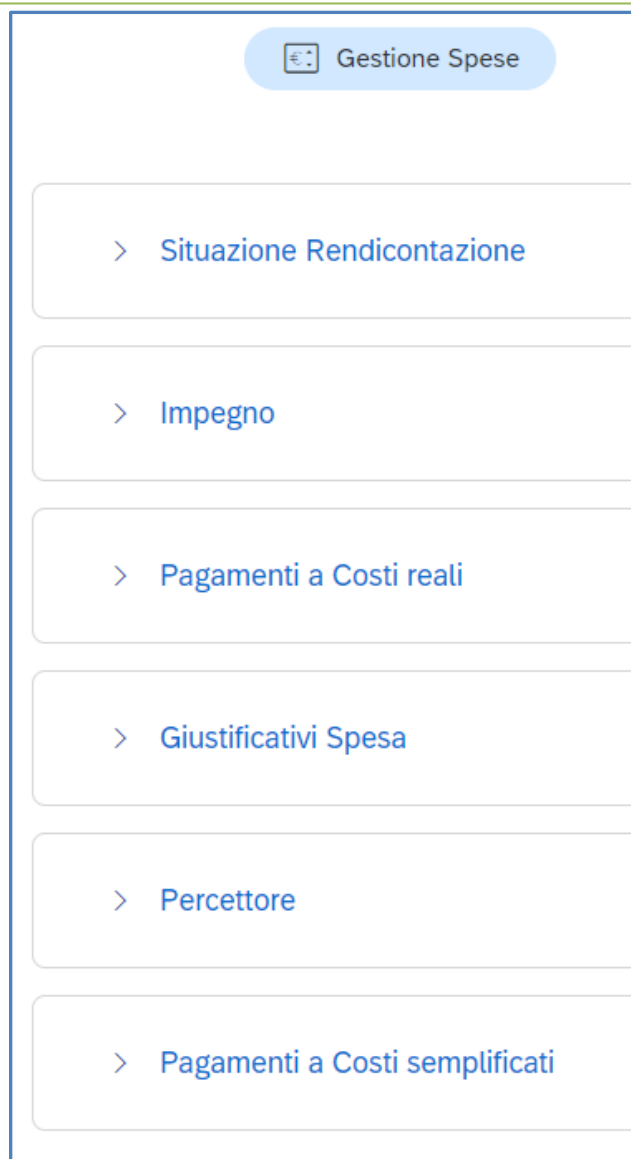 Gestione Spese
Situazione Rendicontazione
Impegno
Pagamenti a Costi reali
Giustificativi Spesa
Percettore
Pagamenti a Costi semplificati